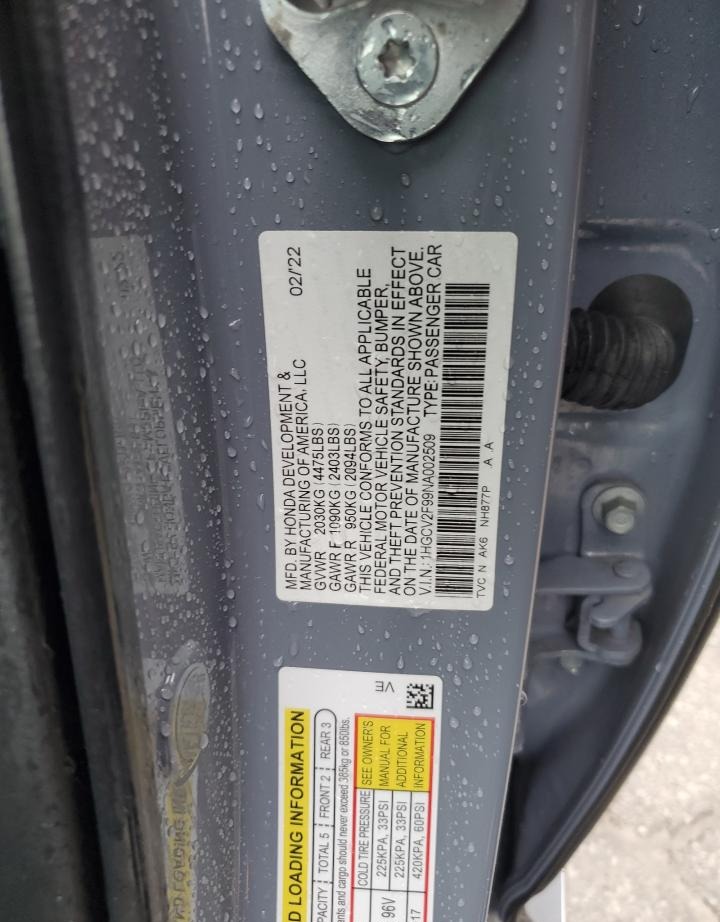 MFD. BY HONDA DEVELOPMENT &
MANUFACTURING OF AMERICA, LLC 02/'22
GVWR 2030KG (4475LBS)
GAWR F 1090KG (2403LBS)
GAWR R 950KG (2094LBS)
THIS VEHICLE CONFORMS TO ALL APPLICABLE
FEDERAL MOTOR VEHICLE SAFETY, BUMPER,
AND THEFT PREVENTION STANDARDS IN EFFECT
ON THE DATE OF MANUFACTURE SHOWN ABOVE.
V.I.N.: 1HGCV2F99NA002509 TYPE:PASSENGER CAR
TVC N AK6 NH877P A .A
D LOADING INFORMATION
TOTAL 5 FRONT 2 REAR 3
and cargo should never exceed 385kg or 850lbs.
COLD TIRE PRESSURE SEE OWNER'S
96V 225KPA, 33PSI MANUAL FOR
225KPA, 33PSI ADDITIONAL
17 420KPA, 60PSI INFORMATION
VE